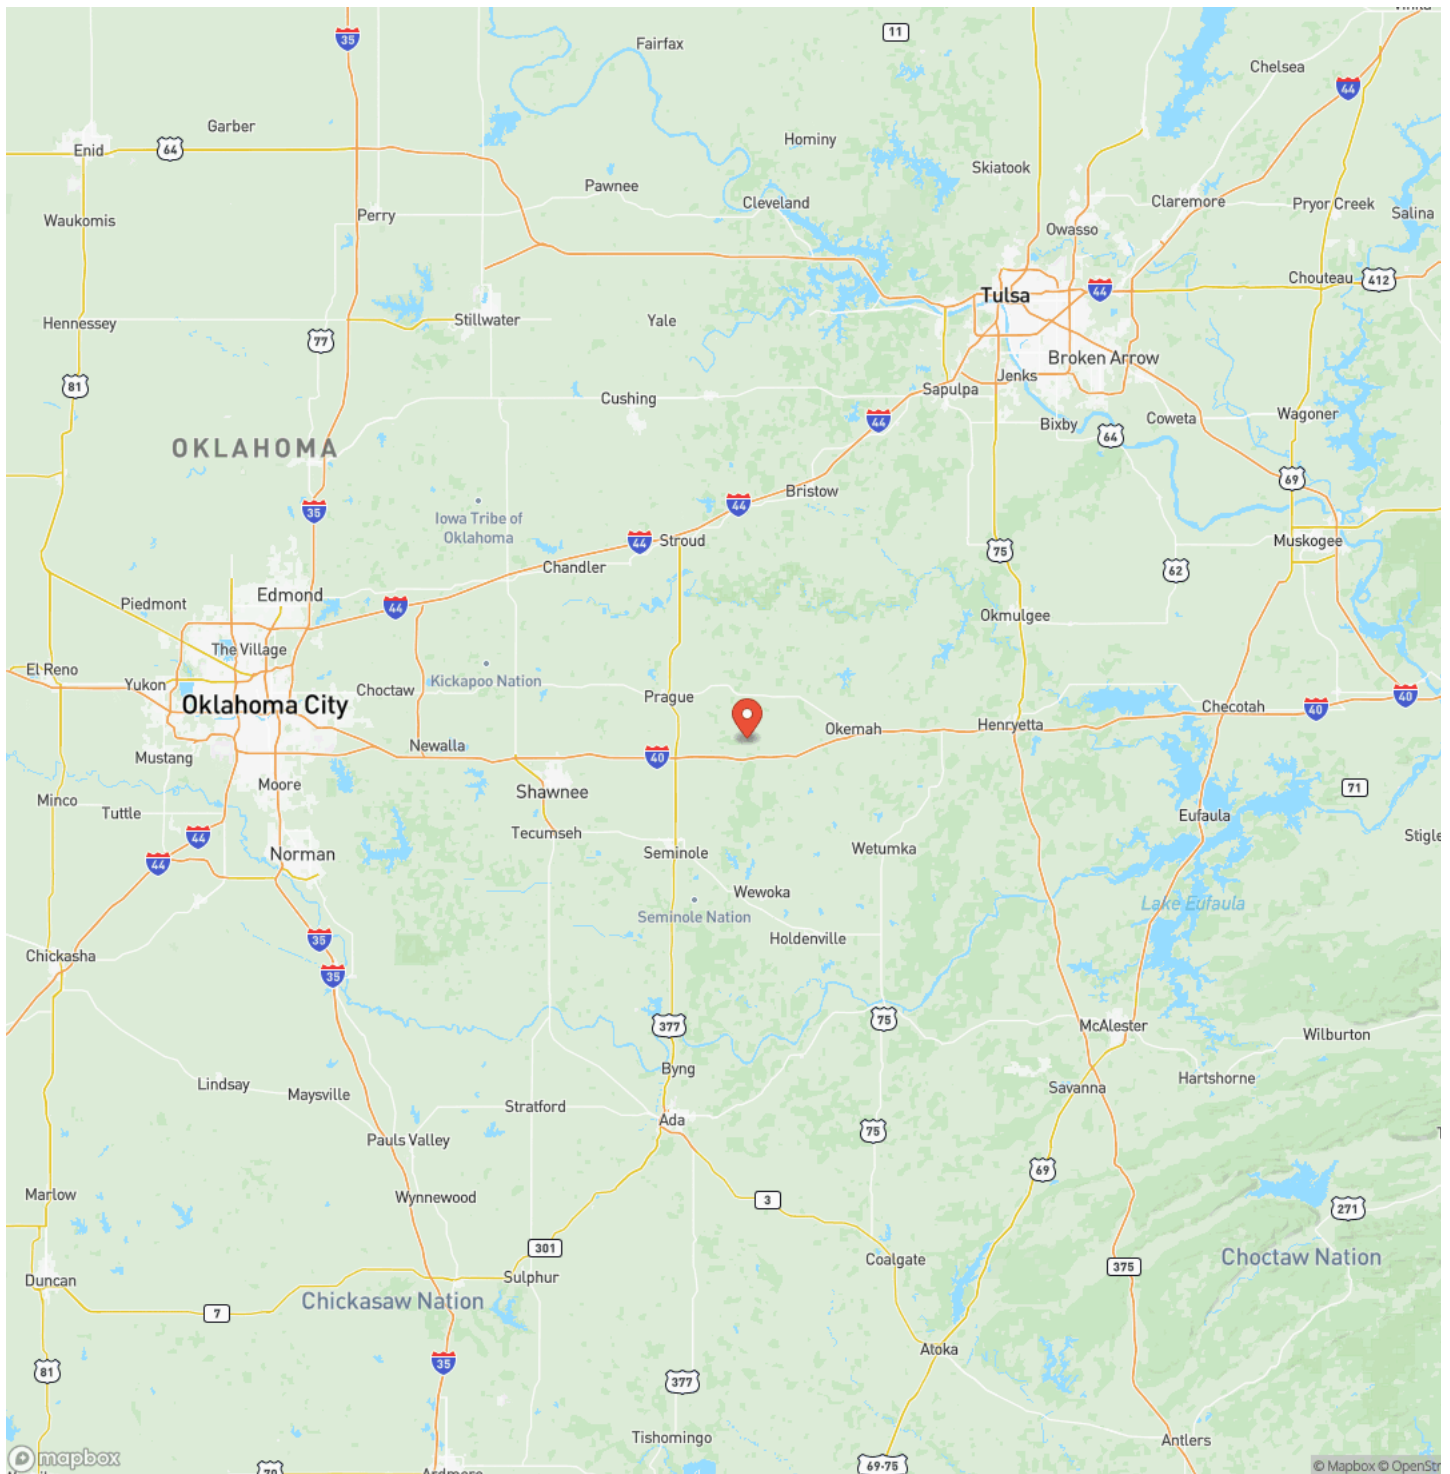 Fairfax
11
35
Chelsea
44
Garber
Enid
64
Hominy
Skiatook
Pawnee
Cleveland
Claremore
Pryor Creek
Salina
Waukomis
Perry
Owasso
Chouteau
412
Tulsa
44
Hennessey
Stillwater
Yale
77
Broken Arrow
Jenks
81
Sapulpa
Cushing
44
Bixby
64
Coweta
Wagoner
OKLAHOMA
69
Bristow
44
35
Iowa Tribe of
Oklahoma
44
Stroud
75
Muskogee
Chandler
62
Edmond
Piedmont
44
Okmulgee
The Village
El Reno
Yukon
Kickapoo Nation
Choctaw
Prague
40
Checotah
40
Oklahoma City
Okemah
Henryetta
Newalla
Mustang
40
Moore
Shawnee
71
Minco
Tuttle
Eufaula
Tecumseh
44
Stigle
44
Norman
Seminole
Wetumka
Wewoka
Lake Eufaula
Seminole Nation
35
Holdenville
Chickasha
35
377
75
McAlester
Wilburton
Byng
Hartshorne
Lindsay
Maysville
Savanna
Stratford
Ada
75
Pauls Valley
69
Marlow
Wynnewood
3
271
301
Coalgate
Choctaw Nation
375
Duncan
Sulphur
Chickasaw Nation
7
Atoka
35
81
377
Tishomingo
Antlers
mapbox
69-75
© Mapbox © OpenStr